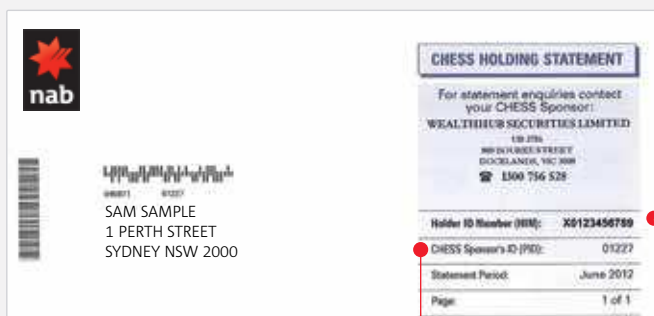 nab
SAM SAMPLE
1 PERTH STREET
SYDNEY NSW 2000
CHESS HOLDING STATEMENT
For statement enquiries contact
your CHESS Sponsor:
WEALTHHUB SECURITIES LIMITED
STREET
DOCKLANDS, VIC 3008
1300 756 528
Holder ID Number (HIN): X0123456789
CHESS Sponsor's ID (PID): 01227
Statement Period: June 2012
Page: 1 of 1